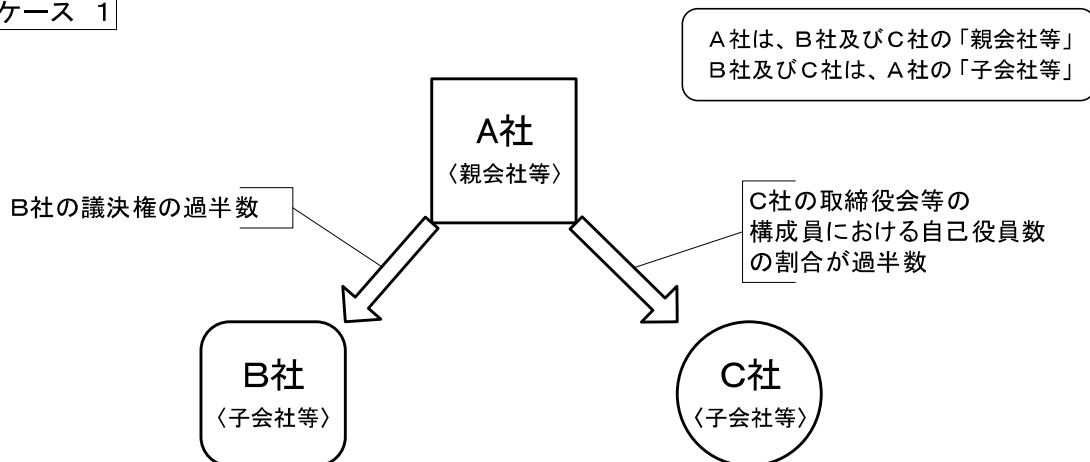 ケース 1
A社は、B社及びC社の「親会社等」
B社及びC社は、A社の「子会社等」
A社
〈親会社等〉
B社の議決権の過半数
C社の取締役会等の
構成員における自己役員数
の割合が過半数
B社
〈子会社等〉
C社
〈子会社等〉